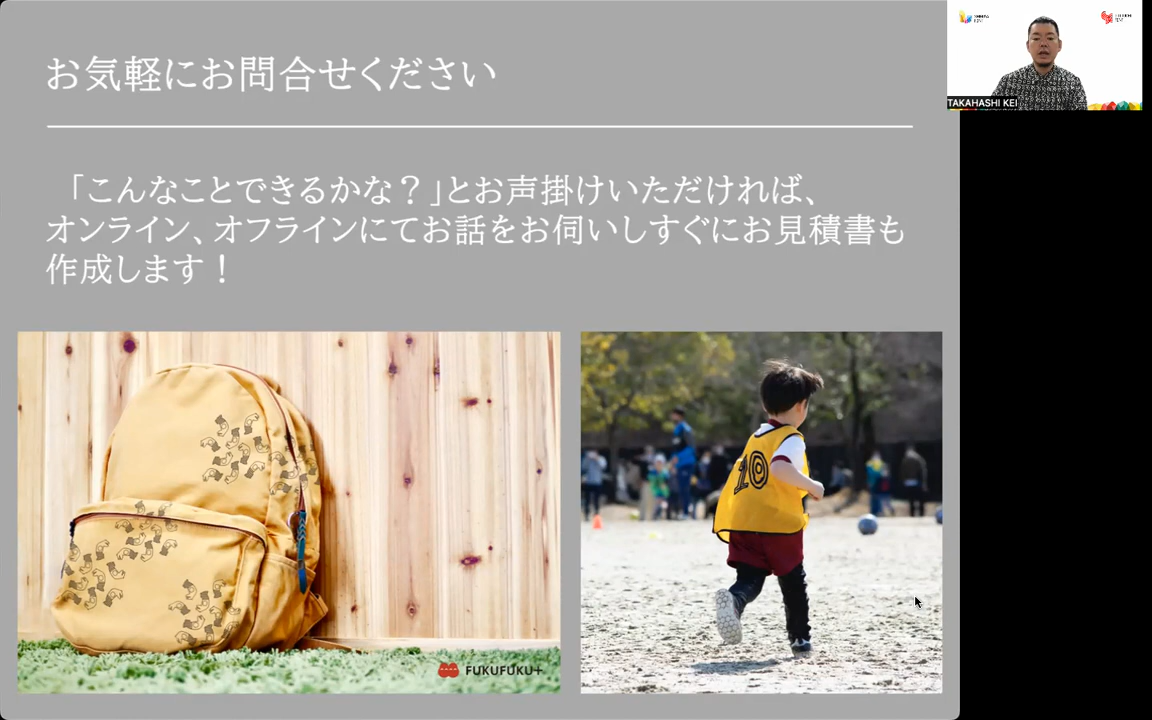 お気軽にお問合せください
「こんなことできるかな？」とお声掛けいただければ、
オンライン、オフラインにてお話をお伺いしすぐにお見積書も
作成します！
TAKAHASHI KEI
10
FUKUFUKU+